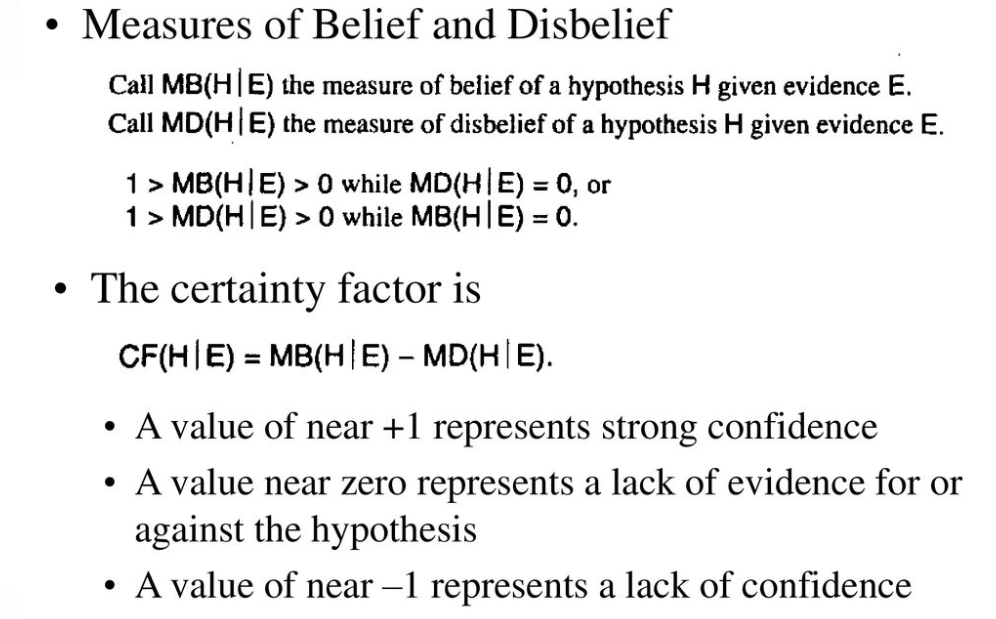 • Measures of Belief and Disbelief
Call MB(H|E) the measure of belief of a hypothesis H given evidence E.
Call MD(H|E) the measure of disbelief of a hypothesis H given evidence E.
1 > MB(H|E) > 0 while MD(H|E) = 0, or
1 > MD(H|E) > 0 while MB(H|E) = 0.
• The certainty factor is
CF(H|E) = MB(H|E) – MD(H|E).
• A value of near +1 represents strong confidence
• A value near zero represents a lack of evidence for or
against the hypothesis
• A value of near –1 represents a lack of confidence